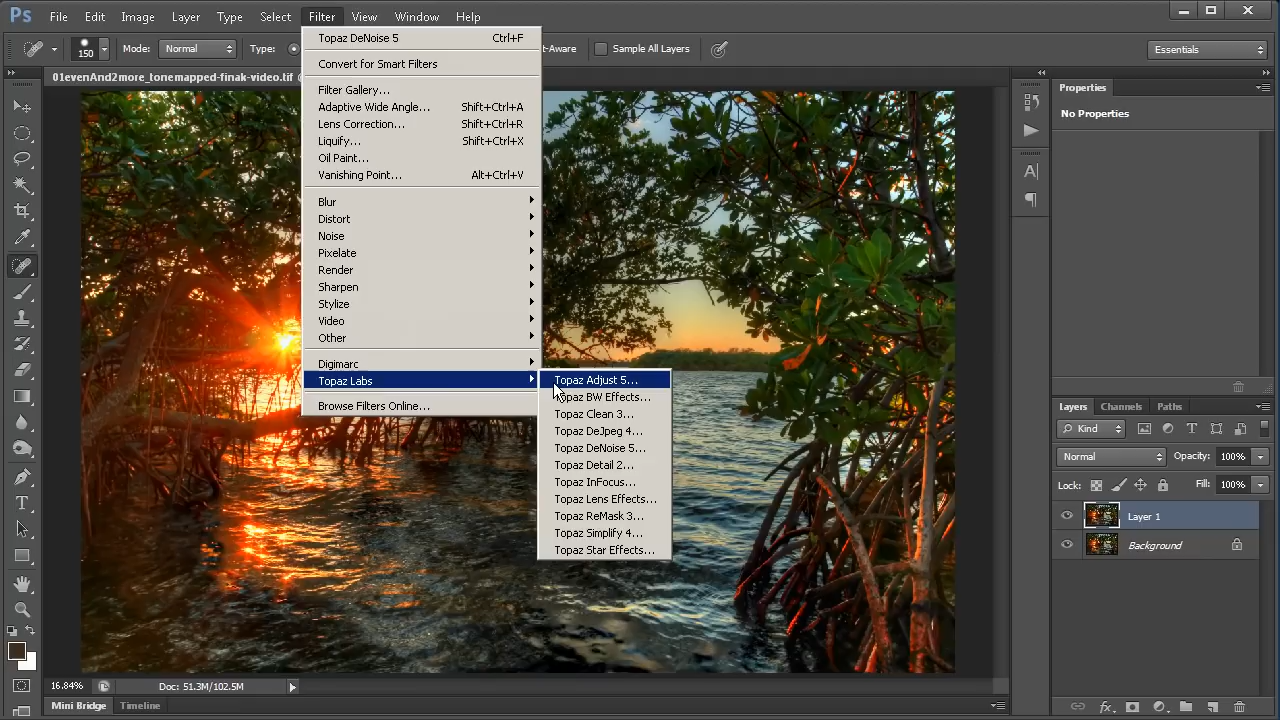 Ps File Edit Image Layer Type Select Filter View Window Help
150 Mode: Normal Type: t-Aware Sample All Layers Essentials
01evenAnd2more_tonemapped-finak-video.tif @
Topaz DeNoise 5 Ctrl+F
Convert for Smart Filters
Filter Gallery...
Adaptive Wide Angle... Shift+Ctrl+A
Lens Correction... Shift+Ctrl+R
Liquify... Shift+Ctrl+X
Oil Paint...
Vanishing Point... Alt+Ctrl+V
Blur
Distort
Noise
Pixelate
Render
Sharpen
Stylize
Video
Other
Digimarc
Topaz Labs
Browse Filters Online...
Topaz Adjust 5...
Topaz BW Effects...
Topaz Clean 3...
Topaz DeJpeg 4...
Topaz DeNoise 5...
Topaz Detail 2...
Topaz InFocus...
Topaz Lens Effects...
Topaz ReMask 3...
Topaz Simplify 4...
Topaz Star Effects...
Properties
No Properties
Layers Channels Paths
Kind
Normal Opacity: 100%
Lock: Fill: 100%
Layer 1
Background
16.84% Doc: 51.3M/102.5M
Mini Bridge Timeline